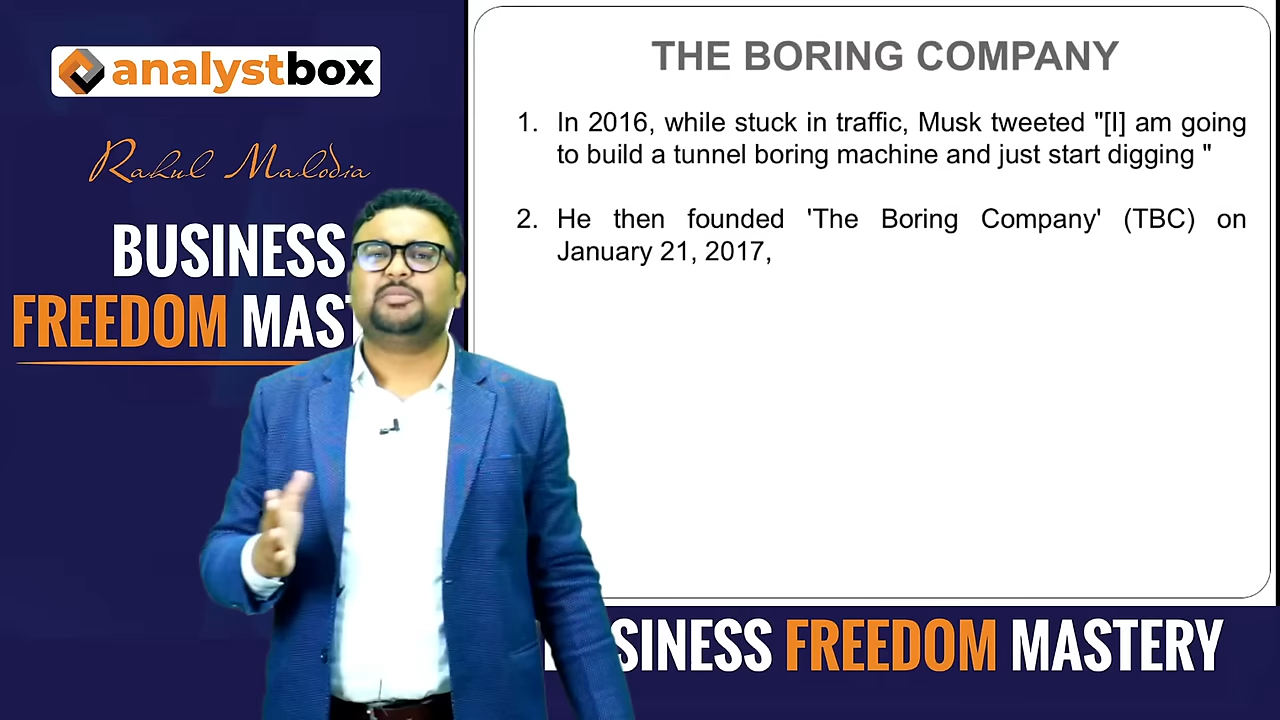 analystbox
Rahul Malodia
BUSINESS
FREEDOM MAST
THE BORING COMPANY
1. In 2016, while stuck in traffic, Musk tweeted "[I] am going
to build a tunnel boring machine and just start digging "
2. He then founded 'The Boring Company' (TBC) on
January 21, 2017,
SINESS FREEDOM MASTERY